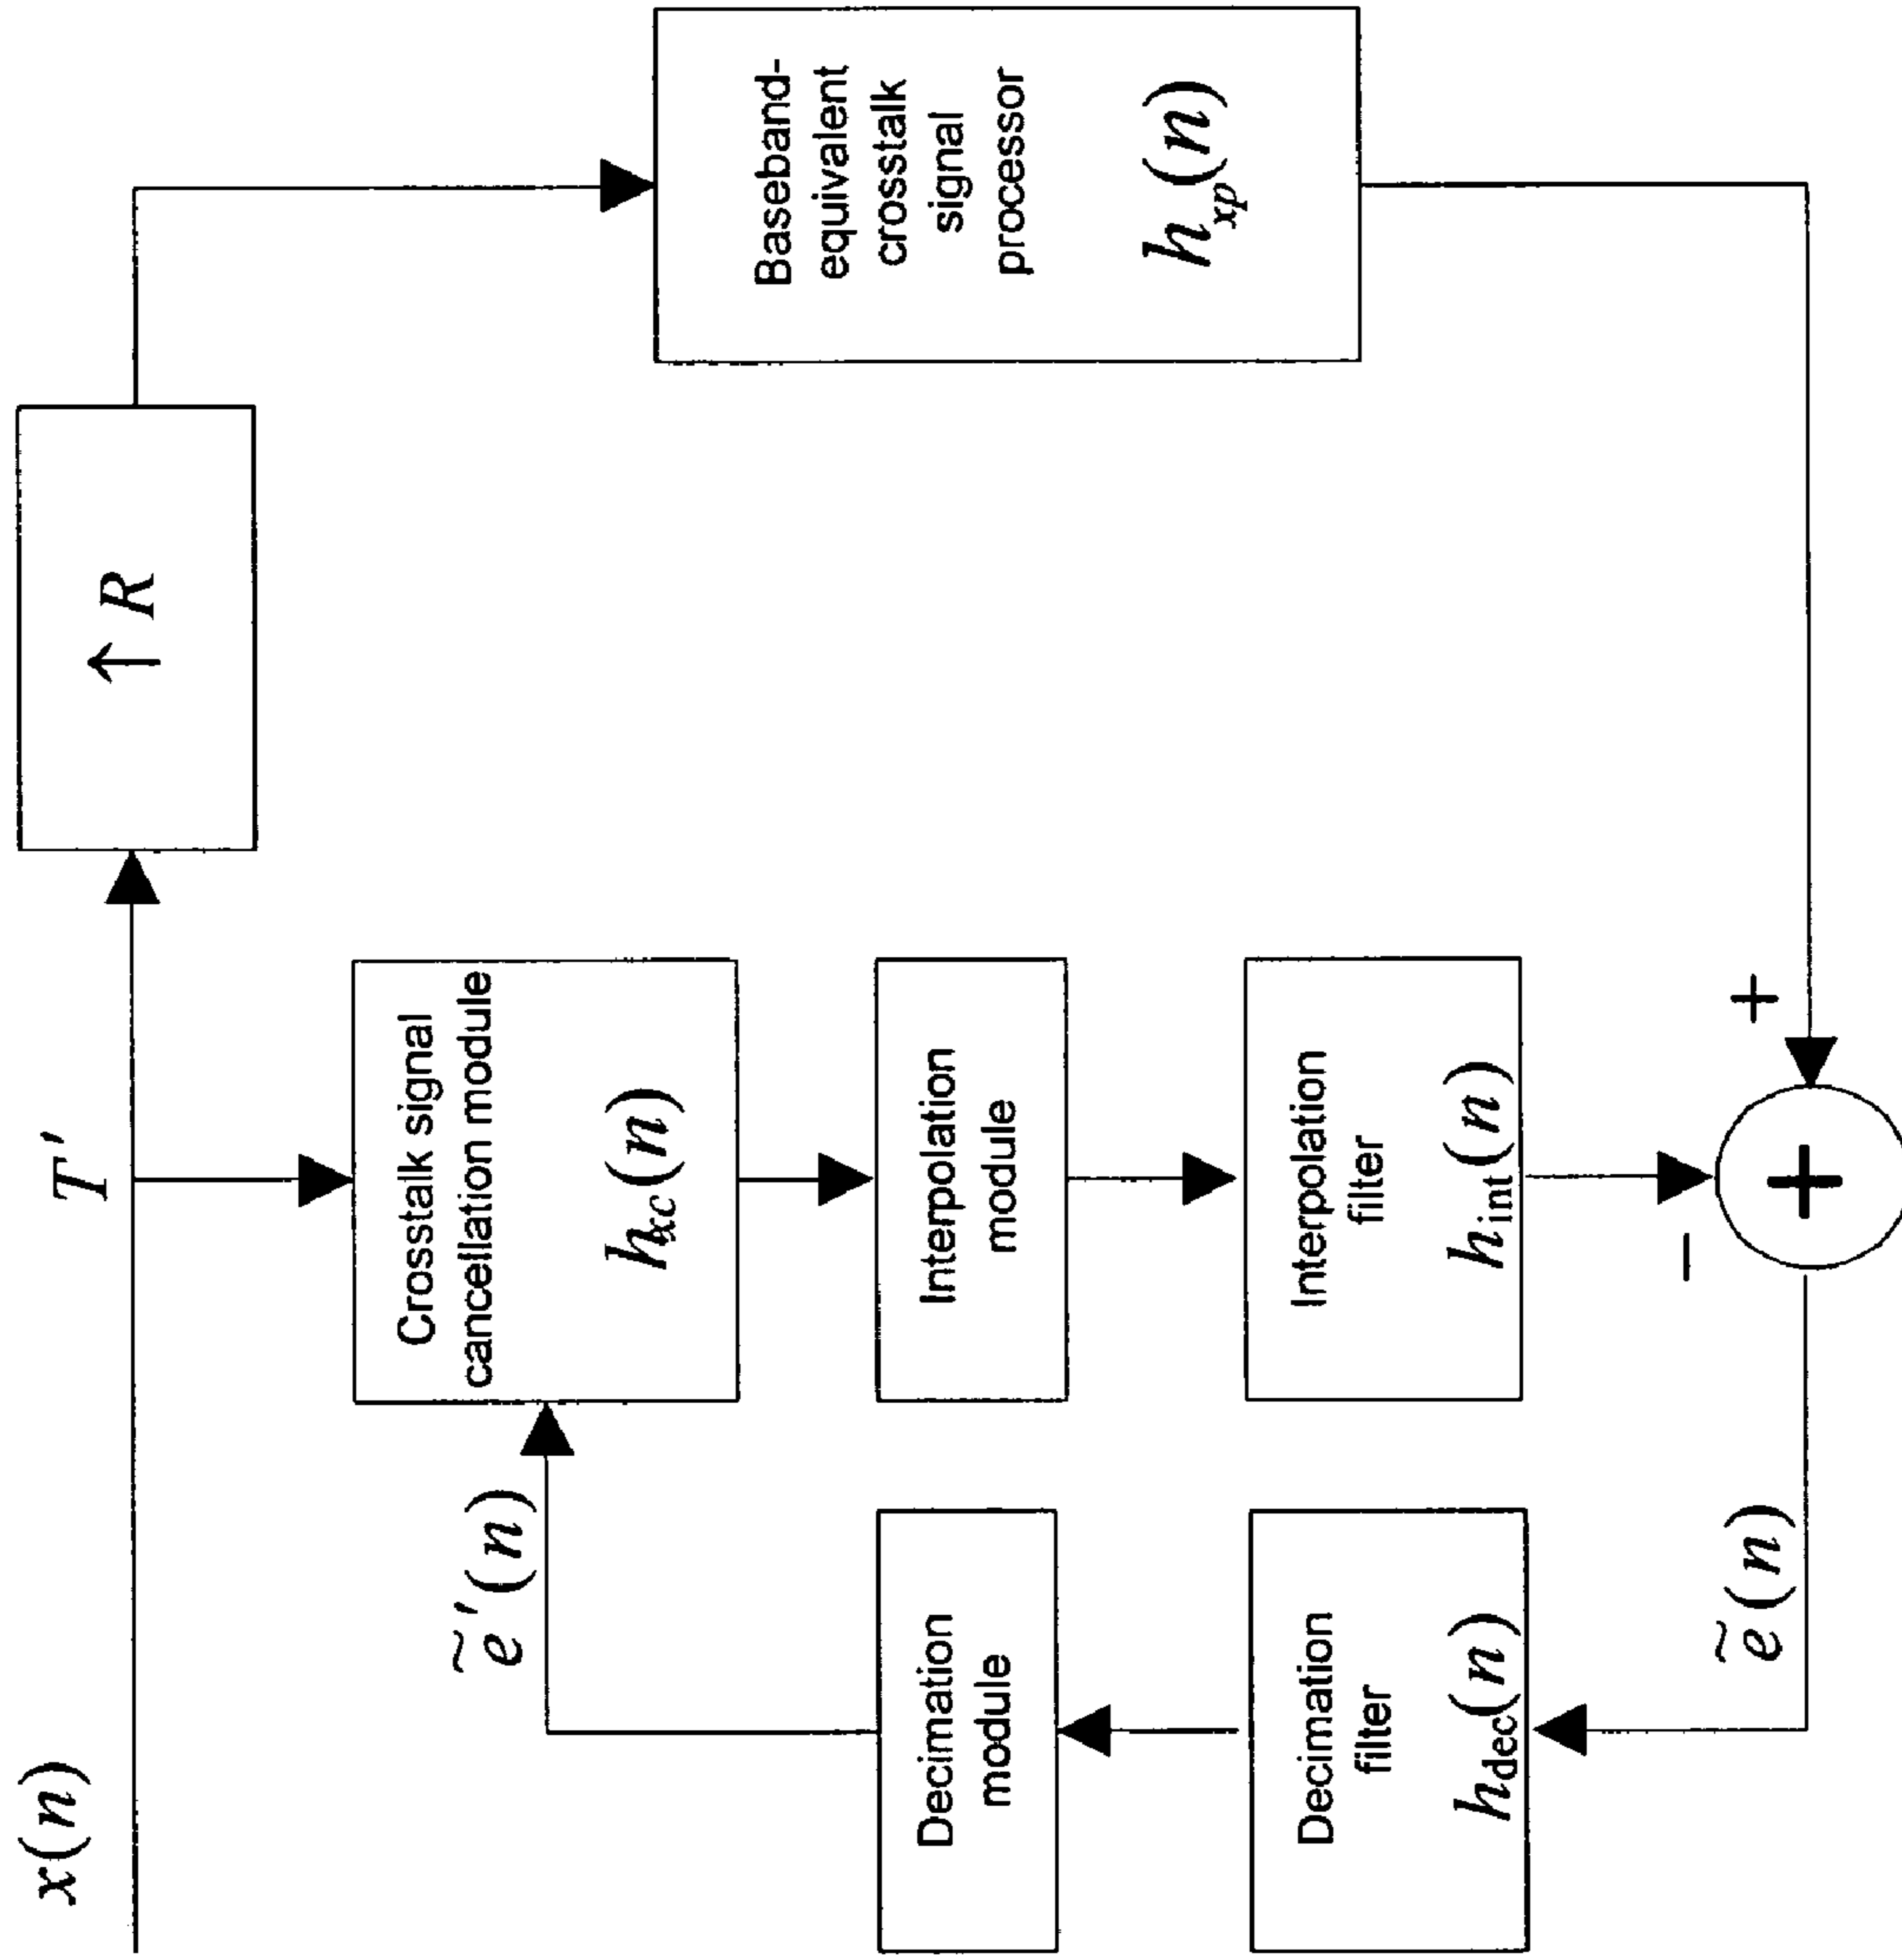 x(n)
T′
↑ R
Crosstalk signal
cancellation module
h_xc(n)
ẽ′(n)
Baseband-
equivalent
crosstalk
signal
processor
h_xp(n)
Decimation
module
Interpolation
module
Decimation
filter
h_dec(n)
Interpolation
filter
h_int(n)
ẽ(n)
−
+
+